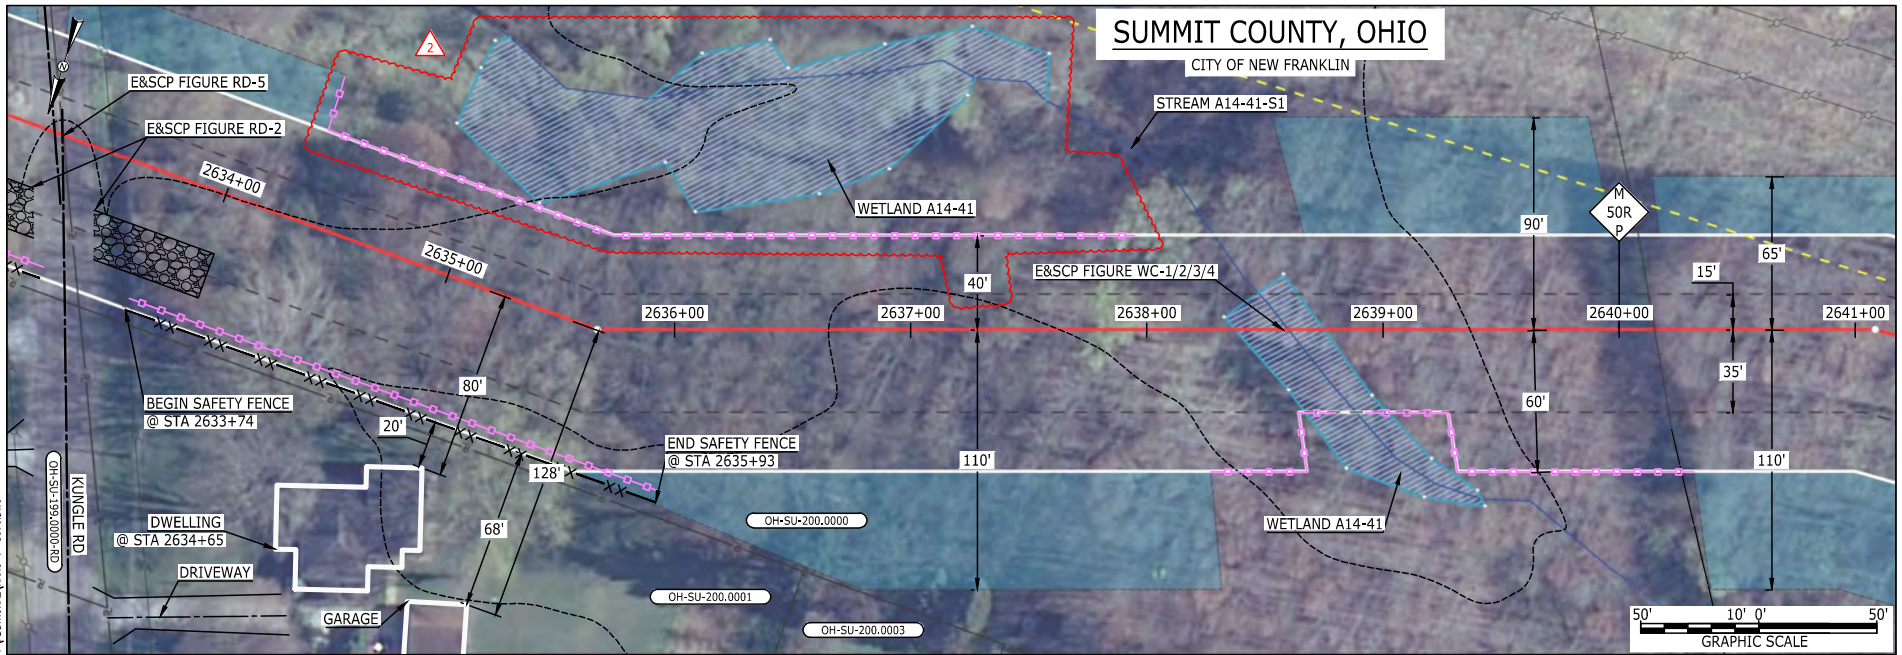 SUMMIT COUNTY, OHIO
CITY OF NEW FRANKLIN
2
N
E&SCP FIGURE RD-5
E&SCP FIGURE RD-2
STREAM A14-41-S1
2634+00
WETLAND A14-41
M
50R
P
90'
65'
2635+00
E&SCP FIGURE WC-1/2/3/4
15'
40'
2636+00
2637+00
2638+00
2639+00
2640+00
2641+00
80'
35'
BEGIN SAFETY FENCE
@ STA 2633+74
60'
20'
END SAFETY FENCE
@ STA 2635+93
128'
110'
110'
OH-SU-199.0000-RD
KUNGLE RD
DWELLING
@ STA 2634+65
68'
OH-SU-200.0000
WETLAND A14-41
DRIVEWAY
OH-SU-200.0001
GARAGE
OH-SU-200.0003
50' 10' 0' 50'
GRAPHIC SCALE